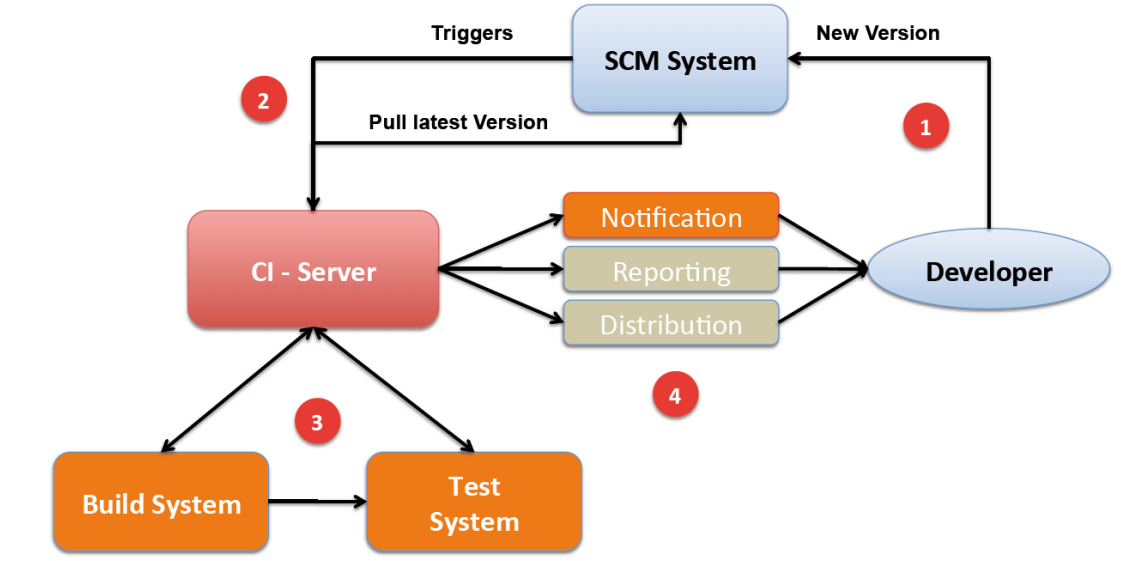 Triggers
SCM System
New Version
2
Pull latest Version
1
Notification
CI - Server
Reporting
Developer
Distribution
4
3
Build System
Test
System